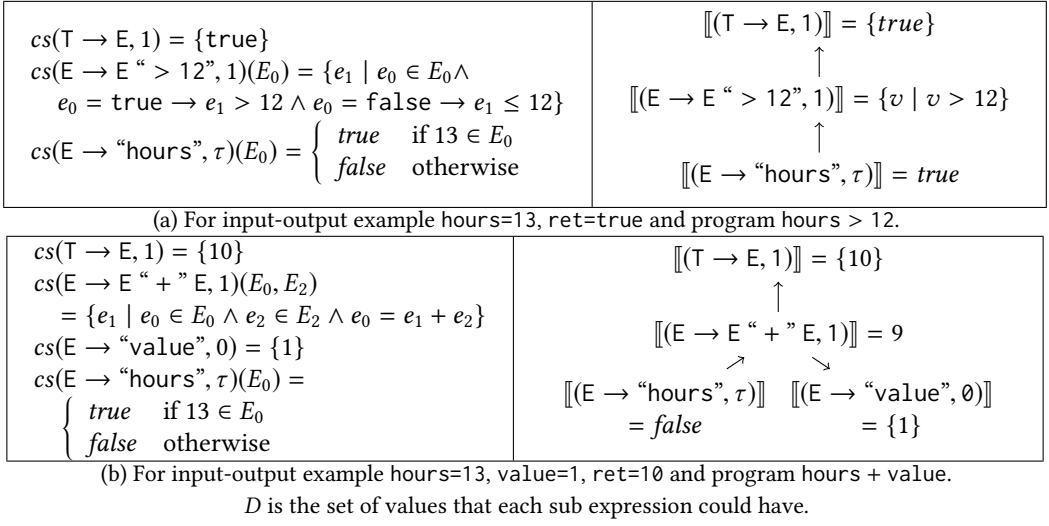 cs(T → E, 1) = {true}
cs(E → E “ > 12”, 1)(E₀) = {e₁ | e₀ ∈ E₀∧
e₀ = true → e₁ > 12 ∧ e₀ = false → e₁ ≤ 12}
cs(E → “hours”, τ)(E₀) = { true if 13 ∈ E₀
false otherwise
⟦(T → E, 1)⟧ = {true}
↑
⟦(E → E “ > 12”, 1)⟧ = {v | v > 12}
↑
⟦(E → “hours”, τ)⟧ = true
(a) For input-output example hours=13, ret=true and program hours > 12.
cs(T → E, 1) = {10}
cs(E → E “ + ” E, 1)(E₀, E₂)
= {e₁ | e₀ ∈ E₀ ∧ e₂ ∈ E₂ ∧ e₀ = e₁ + e₂}
cs(E → “value”, 0) = {1}
cs(E → “hours”, τ)(E₀) =
{ true if 13 ∈ E₀
false otherwise
⟦(T → E, 1)⟧ = {10}
↑
⟦(E → E “ + ” E, 1)⟧ = 9
↗ ↘
⟦(E → “hours”, τ)⟧ ⟦(E → “value”, 0)⟧
= false = {1}
(b) For input-output example hours=13, value=1, ret=10 and program hours + value.
D is the set of values that each sub expression could have.